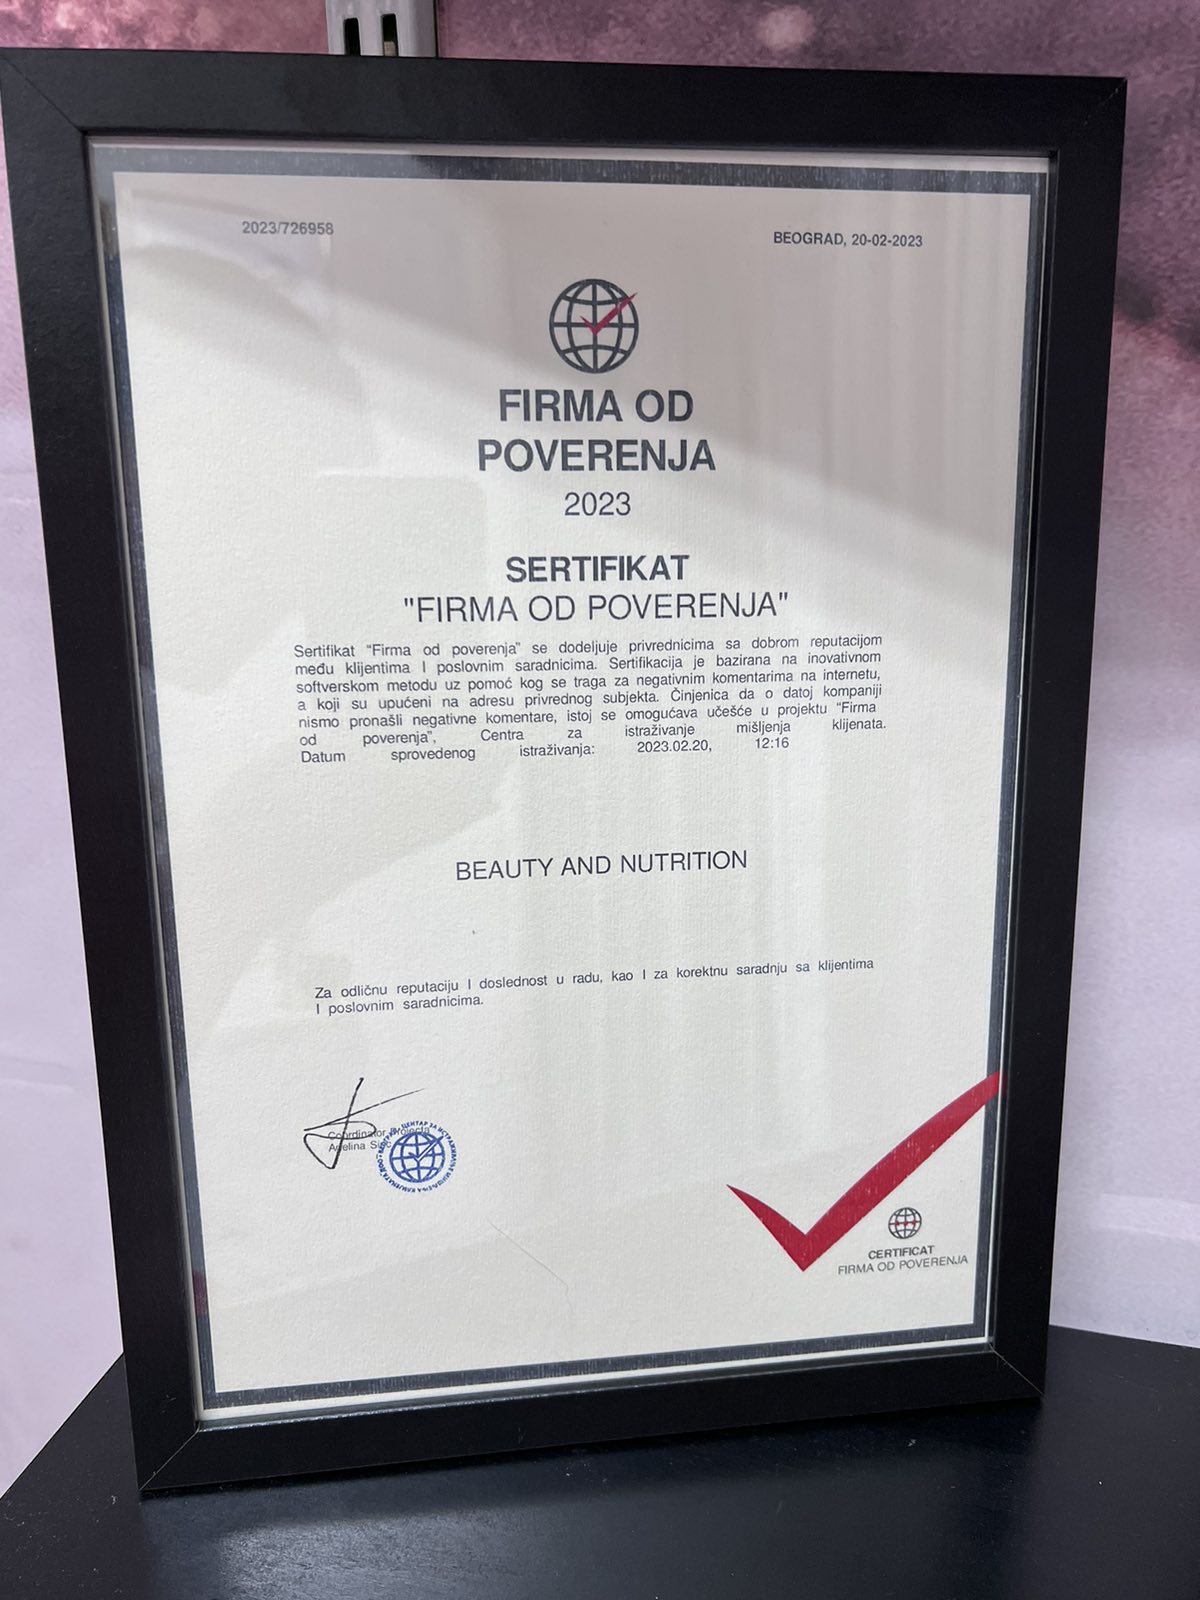 2023/726958
BEOGRAD, 20-02-2023
FIRMA OD
POVERENJA
2023
SERTIFIKAT
"FIRMA OD POVERENJA"
Sertifikat "Firma od poverenja" se dodeljuje privrednicima sa dobrom reputacijom
među klijentima I poslovnim saradnicima. Sertifikacija je bazirana na inovativnom
softverskom metodu uz pomoć kog se traga za negativnim komentarima na internetu,
a koji su upućeni na adresu privrednog subjekta. Činjenica da o datoj kompaniji
nismo pronašli negativne komentare, istoj se omogućava učešće u projektu "Firma
od poverenja", Centra za istraživanje mišljenja klijenata.
Datum sprovedenog istraživanja: 2023.02.20, 12:16
BEAUTY AND NUTRITION
Za odličnu reputaciju I doslednost u radu, kao I za korektnu saradnju sa klijentima
I poslovnim saradnicima.
Coordinator
CERTIFICAT
FIRMA OD POVERENJA